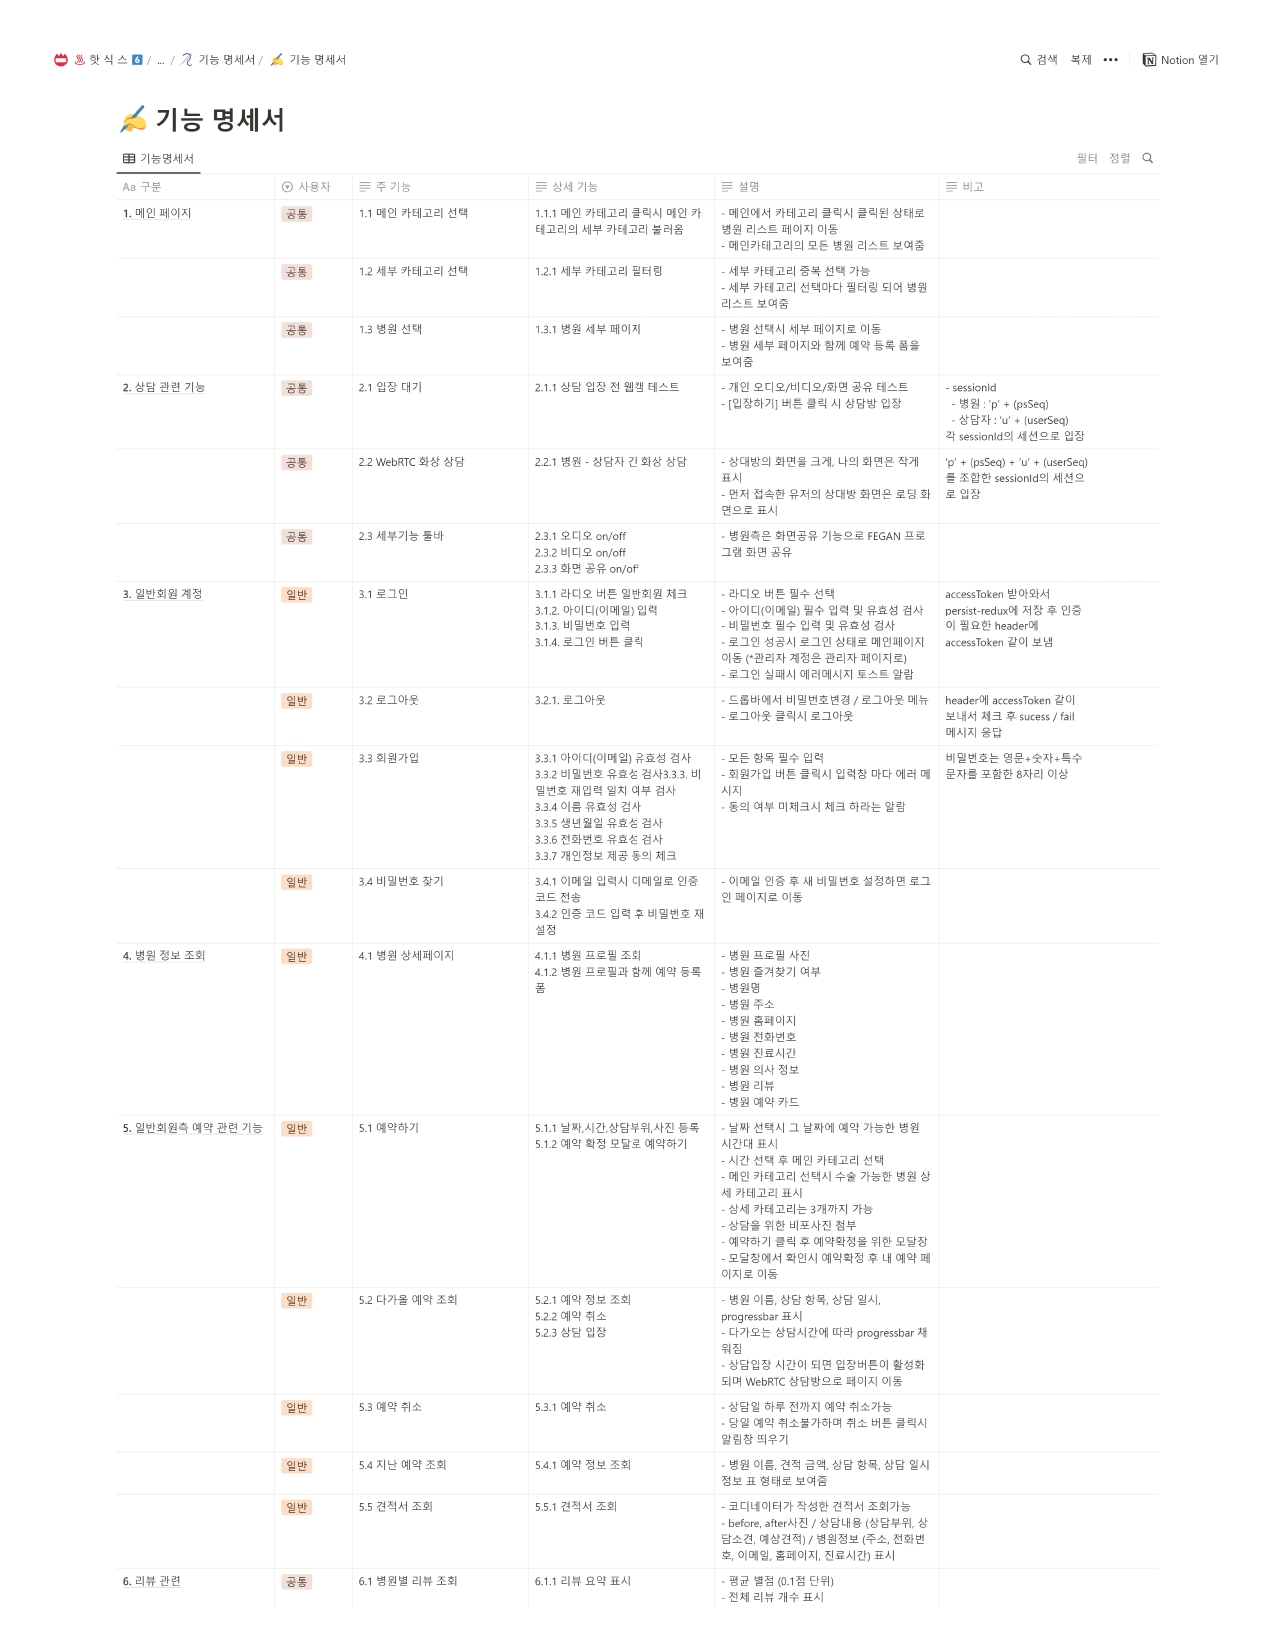 핫 식 스 6 / ... / 기능 명세서 / 기능 명세서
검색 복제 ••• Notion 열기
기능 명세서
기능명세서
필터 정렬
Aa 구분 사용자 주 기능 상세 기능 설명 비고
1. 메인 페이지 공통 1.1 메인 카테고리 선택
1.1.1 메인 카테고리 클릭시 메인 카
테고리의 세부 카테고리 불러옴
- 메인에서 카테고리 클릭시 클릭된 상태로
병원 리스트 페이지 이동
- 메인카테고리의 모든 병원 리스트 보여줌
공통 1.2 세부 카테고리 선택 1.2.1 세부 카테고리 필터링
- 세부 카테고리 중복 선택 가능
- 세부 카테고리 선택마다 필터링 되어 병원
리스트 보여줌
공통 1.3 병원 선택 1.3.1 병원 세부 페이지
- 병원 선택시 세부 페이지로 이동
- 병원 세부 페이지와 함께 예약 등록 폼을
보여줌
2. 상담 관련 기능 공통 2.1 입장 대기 2.1.1 상담 입장 전 웹캠 테스트
- 개인 오디오/비디오/화면 공유 테스트
- [입장하기] 버튼 클릭 시 상담방 입장
- sessionId
- 병원 : ‘p’ + (psSeq)
- 상담자 : ‘u’ + (userSeq)
각 sessionId의 세션으로 입장
공통 2.2 WebRTC 화상 상담 2.2.1 병원 - 상담자 간 화상 상담
- 상대방의 화면을 크게, 나의 화면은 작게
표시
- 먼저 접속한 유저의 상대방 화면은 로딩 화
면으로 표시
‘p’ + (psSeq) + ‘u’ + (userSeq)
를 조합한 sessionId의 세션으
로 입장
공통 2.3 세부기능 툴바
2.3.1 오디오 on/off
2.3.2 비디오 on/off
2.3.3 화면 공유 on/off
- 병원측은 화면공유 기능으로 FEGAN 프로
그램 화면 공유
3. 일반회원 계정 일반 3.1 로그인
3.1.1 라디오 버튼 일반회원 체크
3.1.2. 아이디(이메일) 입력
3.1.3. 비밀번호 입력
3.1.4. 로그인 버튼 클릭
- 라디오 버튼 필수 선택
- 아이디(이메일) 필수 입력 및 유효성 검사
- 비밀번호 필수 입력 및 유효성 검사
- 로그인 성공시 로그인 상태로 메인페이지
이동 (*관리자 계정은 관리자 페이지로)
- 로그인 실패시 에러메시지 토스트 알람
accessToken 받아와서
persist-redux에 저장 후 인증
이 필요한 header에
accessToken 같이 보냄
일반 3.2 로그아웃 3.2.1. 로그아웃
- 드롭바에서 비밀번호변경 / 로그아웃 메뉴
- 로그아웃 클릭시 로그아웃
header에 accessToken 같이
보내서 체크 후 sucess / fail
메시지 응답
일반 3.3 회원가입
3.3.1 아이디(이메일) 유효성 검사
3.3.2 비밀번호 유효성 검사3.3.3. 비
밀번호 재입력 일치 여부 검사
3.3.4 이름 유효성 검사
3.3.5 생년월일 유효성 검사
3.3.6 전화번호 유효성 검사
3.3.7 개인정보 제공 동의 체크
- 모든 항목 필수 입력
- 회원가입 버튼 클릭시 입력창 마다 에러 메
시지
- 동의 여부 미체크시 체크 하라는 알람
비밀번호는 영문+숫자+특수
문자를 포함한 8자리 이상
일반 3.4 비밀번호 찾기
3.4.1 이메일 입력시 이메일로 인증
코드 전송
3.4.2 인증 코드 입력 후 비밀번호 재
설정
- 이메일 인증 후 새 비밀번호 설정하면 로그
인 페이지로 이동
4. 병원 정보 조회 일반 4.1 병원 상세페이지
4.1.1 병원 프로필 조회
4.1.2 병원 프로필과 함께 예약 등록
폼
- 병원 프로필 사진
- 병원 즐겨찾기 여부
- 병원명
- 병원 주소
- 병원 홈페이지
- 병원 전화번호
- 병원 진료시간
- 병원 의사 정보
- 병원 리뷰
- 병원 예약 카드
5. 일반회원측 예약 관련 기능 일반 5.1 예약하기
5.1.1 날짜,시간,상담부위,사진 등록
5.1.2 예약 확정 모달로 예약하기
- 날짜 선택시 그 날짜에 예약 가능한 병원
시간대 표시
- 시간 선택 후 메인 카테고리 선택
- 메인 카테고리 선택시 수술 가능한 병원 상
세 카테고리 표시
- 상세 카테고리는 3개까지 가능
- 상담을 위한 비포사진 첨부
- 예약하기 클릭 후 예약확정을 위한 모달창
- 모달창에서 확인시 예약확정 후 내 예약 페
이지로 이동
일반 5.2 다가올 예약 조회
5.2.1 예약 정보 조회
5.2.2 예약 취소
5.2.3 상담 입장
- 병원 이름, 상담 항목, 상담 일시,
progressbar 표시
- 다가오는 상담시간에 따라 progressbar 채
워짐
- 상담입장 시간이 되면 입장버튼이 활성화
되며 WebRTC 상담방으로 페이지 이동
일반 5.3 예약 취소 5.3.1 예약 취소
- 상담일 하루 전까지 예약 취소가능
- 당일 예약 취소불가하며 취소 버튼 클릭시
알림창 띄우기
일반 5.4 지난 예약 조회 5.4.1 예약 정보 조회
- 병원 이름, 견적 금액, 상담 항목, 상담 일시
정보 표 형태로 보여줌
일반 5.5 견적서 조회 5.5.1 견적서 조회
- 코디네이터가 작성한 견적서 조회가능
- before, after사진 / 상담내용 (상담부위, 상
담소견, 예상견적) / 병원정보 (주소, 전화번
호, 이메일, 홈페이지, 진료시간) 표시
6. 리뷰 관련 공통 6.1 병원별 리뷰 조회 6.1.1 리뷰 요약 표시
- 평균 별점 (0.1점 단위)
- 전체 리뷰 개수 표시